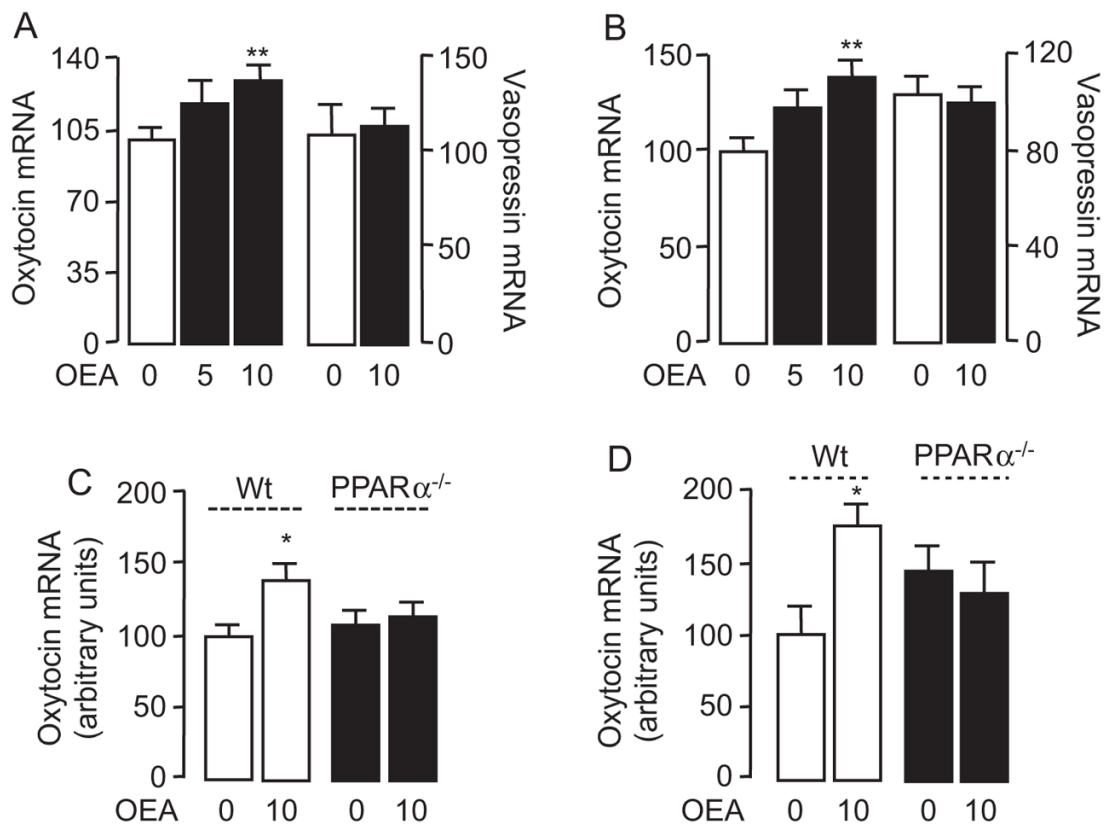 A
Oxytocin mRNA
140
105
70
35
0
**
150
100
50
0
Vasopressin mRNA
OEA 0 5 10 0 10
B
Oxytocin mRNA
150
100
50
0
**
120
80
40
0
Vasopressin mRNA
OEA 0 5 10 0 10
C
Wt PPARα-/-
Oxytocin mRNA
(arbitrary units)
200
150
100
50
0
*
OEA 0 10 0 10
D
Wt PPARα-/-
Oxytocin mRNA
(arbitrary units)
200
150
100
50
0
*
OEA 0 10 0 10